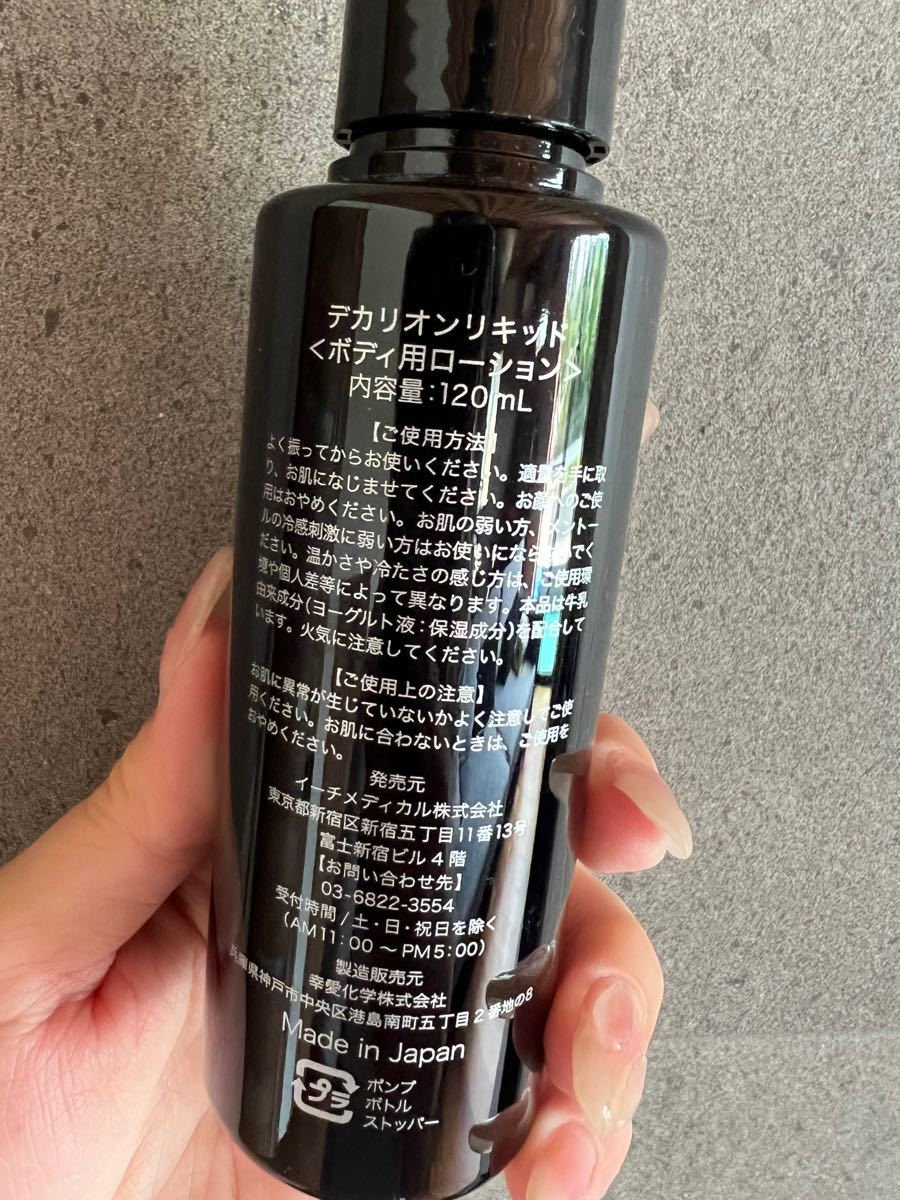 デカリオンリキッド
<ボディ用ローション>
内容量:120mL
【ご使用方法】
よく振ってからお使いください。適量お手に取
り、お肌になじませてください。お顔へのご使
用はおやめください。お肌の弱い方、メントー
ルの冷感刺激に弱い方はお使いにならないでく
ださい。温かさや冷たさの感じ方は、ご使用環
境や個人差等によって異なります。本品は牛乳
由来成分(ヨーグルト液:保湿成分)を配合して
います。火気に注意してください。
【ご使用上の注意】
お肌に異常が生じていないかよく注意してご使
用ください。お肌に合わないときは、ご使用を
おやめください。
発売元
イーチメディカル株式会社
東京都新宿区新宿五丁目11番13号
富士新宿ビル4階
【お問い合わせ先】
03-6822-3554
受付時間/土・日・祝日を除く
(AM11:00～PM5:00)
製造販売元
幸愛化学株式会社
兵庫県神戸市中央区港島南町五丁目2番地の8
Made in Japan
プラ
ポンプ
ボトル
ストッパー